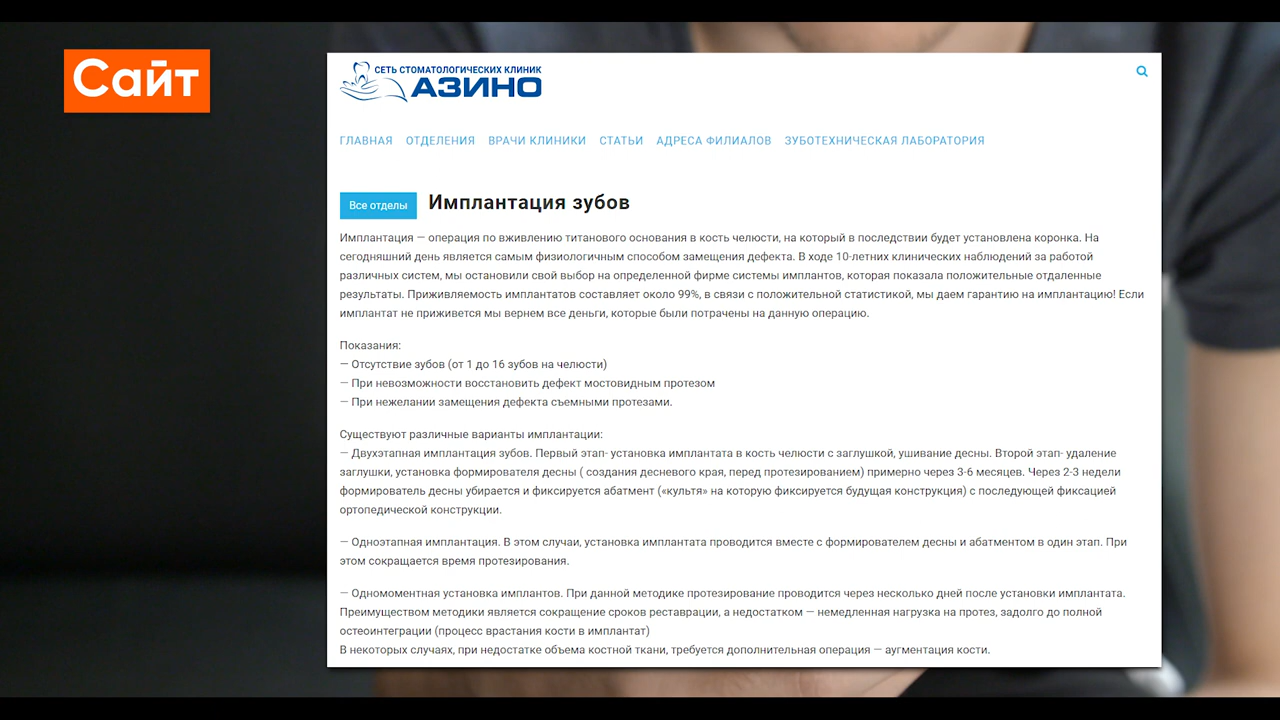 Сайт
СЕТЬ СТОМАТОЛОГИЧЕСКИХ КЛИНИК
АЗИНО
ГЛАВНАЯ ОТДЕЛЕНИЯ ВРАЧИ КЛИНИКИ СТАТЬИ АДРЕСА ФИЛИАЛОВ ЗУБОТЕХНИЧЕСКАЯ ЛАБОРАТОРИЯ
Все отделы Имплантация зубов
Имплантация — операция по вживлению титанового основания в кость челюсти, на который в последствии будет установлена коронка. На
сегодняшний день является самым физиологичным способом замещения дефекта. В ходе 10-летних клинических наблюдений за работой
различных систем, мы остановили свой выбор на определенной фирме системы имплантов, которая показала положительные отдаленные
результаты. Приживляемость имплантатов составляет около 99%, в связи с положительной статистикой, мы даем гарантию на имплантацию! Если
имплантат не приживется мы вернем все деньги, которые были потрачены на данную операцию.
Показания:
— Отсутствие зубов (от 1 до 16 зубов на челюсти)
— При невозможности восстановить дефект мостовидным протезом
— При нежелании замещения дефекта съемными протезами.
Существуют различные варианты имплантации:
— Двухэтапная имплантация зубов. Первый этап- установка имплантата в кость челюсти с заглушкой, ушивание десны. Второй этап- удаление
заглушки, установка формирователя десны ( создания десневого края, перед протезированием) примерно через 3-6 месяцев. Через 2-3 недели
формирователь десны убирается и фиксируется абатмент («культя» на которую фиксируется будущая конструкция) с последующей фиксацией
ортопедической конструкции.
— Одноэтапная имплантация. В этом случаи, установка имплантата проводится вместе с формирователем десны и абатментом в один этап. При
этом сокращается время протезирования.
— Одномоментная установка имплантов. При данной методике протезирование проводится через несколько дней после установки имплантата.
Преимуществом методики является сокращение сроков реставрации, а недостатком — немедленная нагрузка на протез, задолго до полной
остеоинтеграции (процесс врастания кости в имплантат)
В некоторых случаях, при недостатке объема костной ткани, требуется дополнительная операция — аугментация кости.